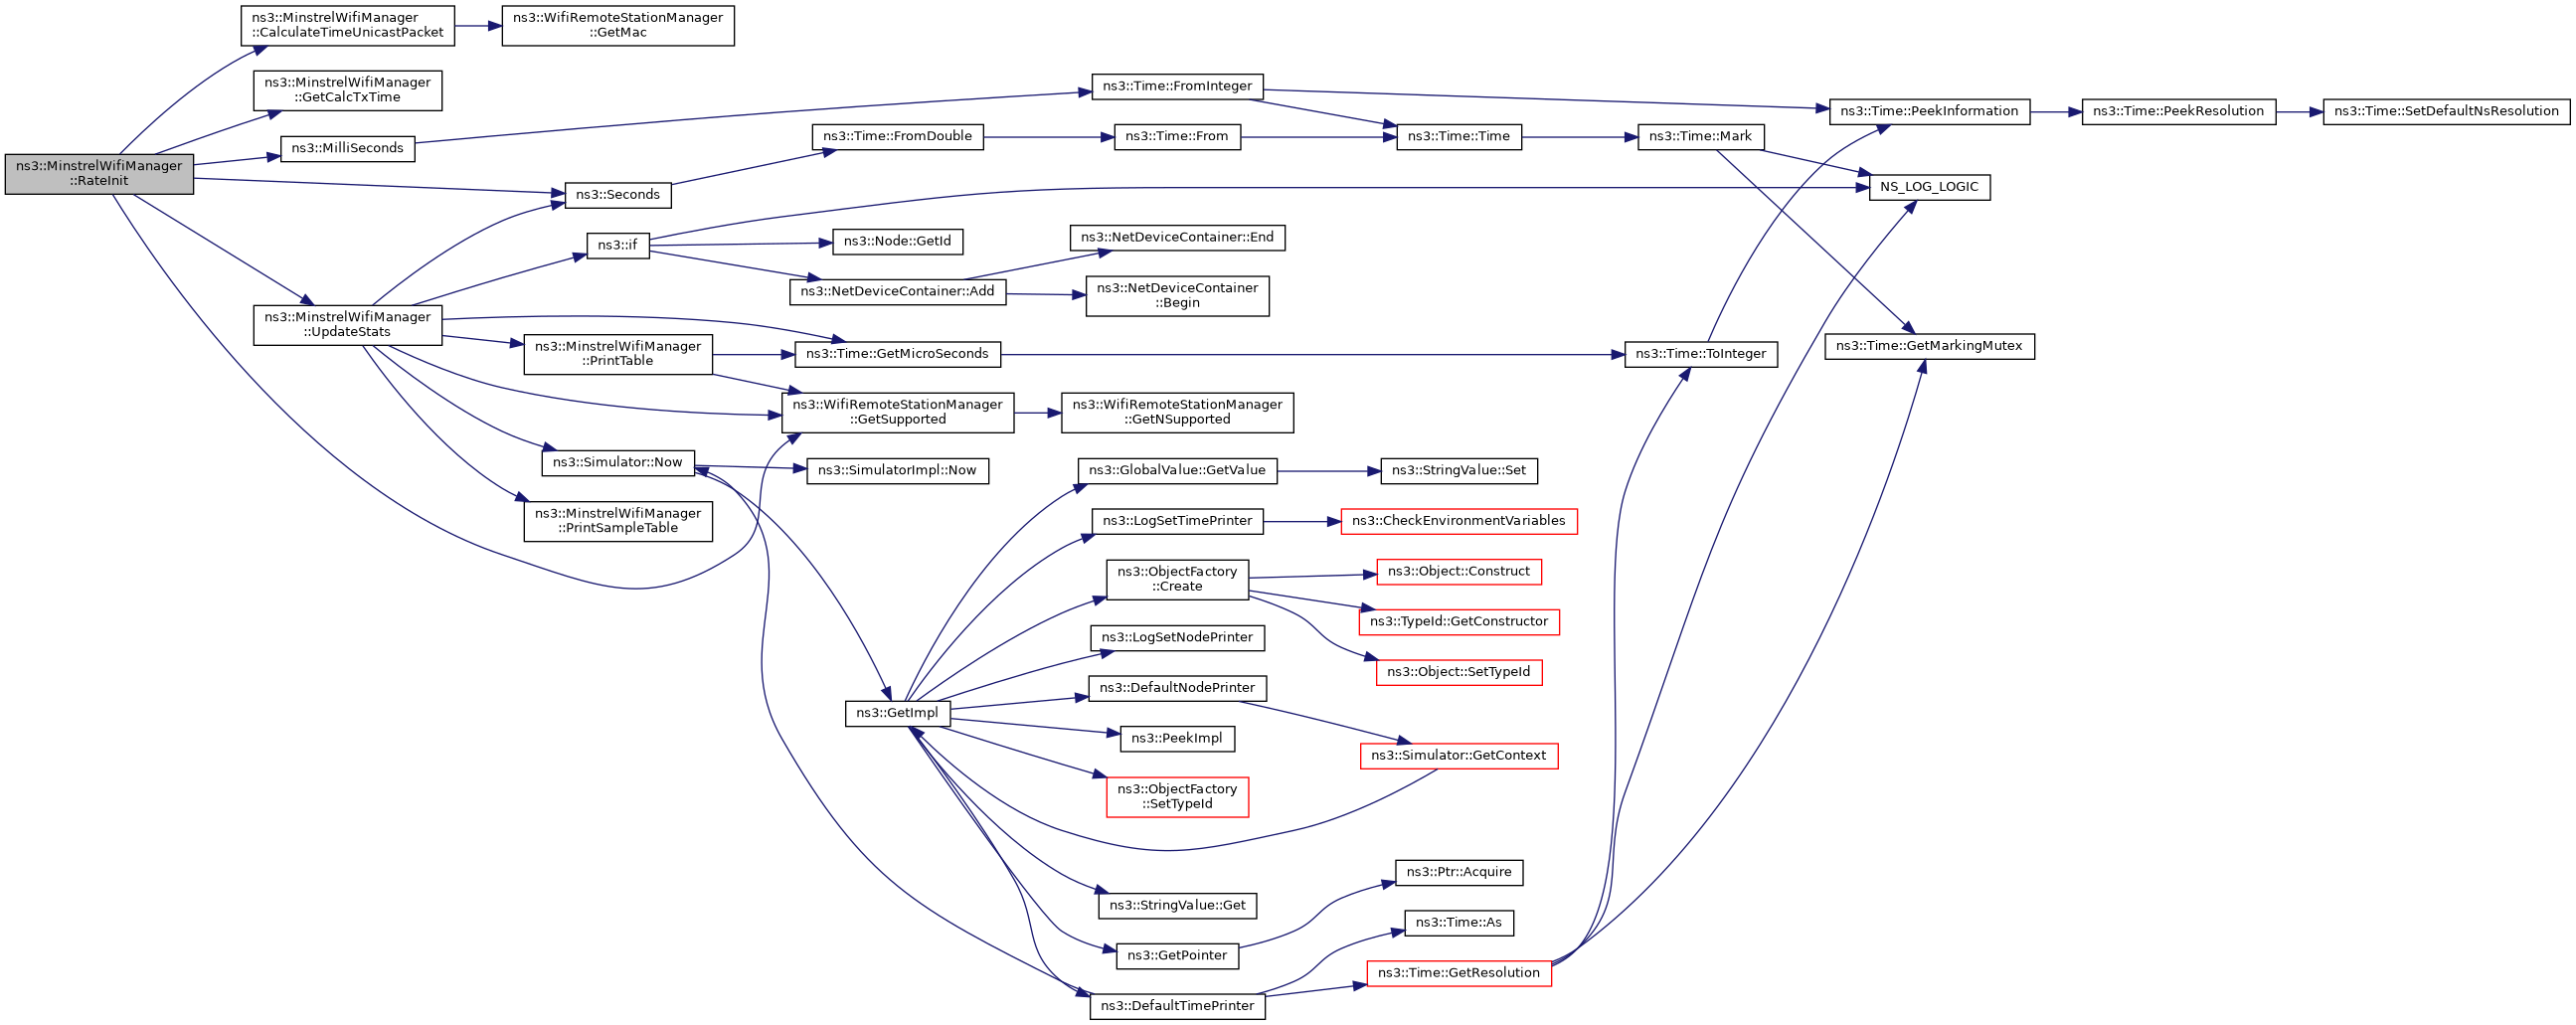 ns3::MinstrelWifiManager
::RateInit
ns3::MinstrelWifiManager
::CalculateTimeUnicastPacket
ns3::WifiRemoteStationManager
::GetMac
ns3::MinstrelWifiManager
::GetCalcTxTime
ns3::MilliSeconds
ns3::Time::FromInteger
ns3::Time::PeekInformation
ns3::Time::PeekResolution
ns3::Time::SetDefaultNsResolution
ns3::Time::FromDouble
ns3::Time::From
ns3::Time::Time
ns3::Time::Mark
ns3::Seconds
NS_LOG_LOGIC
ns3::if
ns3::Node::GetId
ns3::NetDeviceContainer::End
ns3::NetDeviceContainer::Add
ns3::NetDeviceContainer
::Begin
ns3::MinstrelWifiManager
::UpdateStats
ns3::MinstrelWifiManager
::PrintTable
ns3::Time::GetMicroSeconds
ns3::Time::ToInteger
ns3::Time::GetMarkingMutex
ns3::WifiRemoteStationManager
::GetSupported
ns3::WifiRemoteStationManager
::GetNSupported
ns3::Simulator::Now
ns3::SimulatorImpl::Now
ns3::MinstrelWifiManager
::PrintSampleTable
ns3::GlobalValue::GetValue
ns3::StringValue::Set
ns3::LogSetTimePrinter
ns3::CheckEnvironmentVariables
ns3::ObjectFactory
::Create
ns3::Object::Construct
ns3::TypeId::GetConstructor
ns3::Object::SetTypeId
ns3::LogSetNodePrinter
ns3::DefaultNodePrinter
ns3::GetImpl
ns3::PeekImpl
ns3::Simulator::GetContext
ns3::ObjectFactory
::SetTypeId
ns3::StringValue::Get
ns3::Ptr::Acquire
ns3::GetPointer
ns3::Time::As
ns3::Time::GetResolution
ns3::DefaultTimePrinter